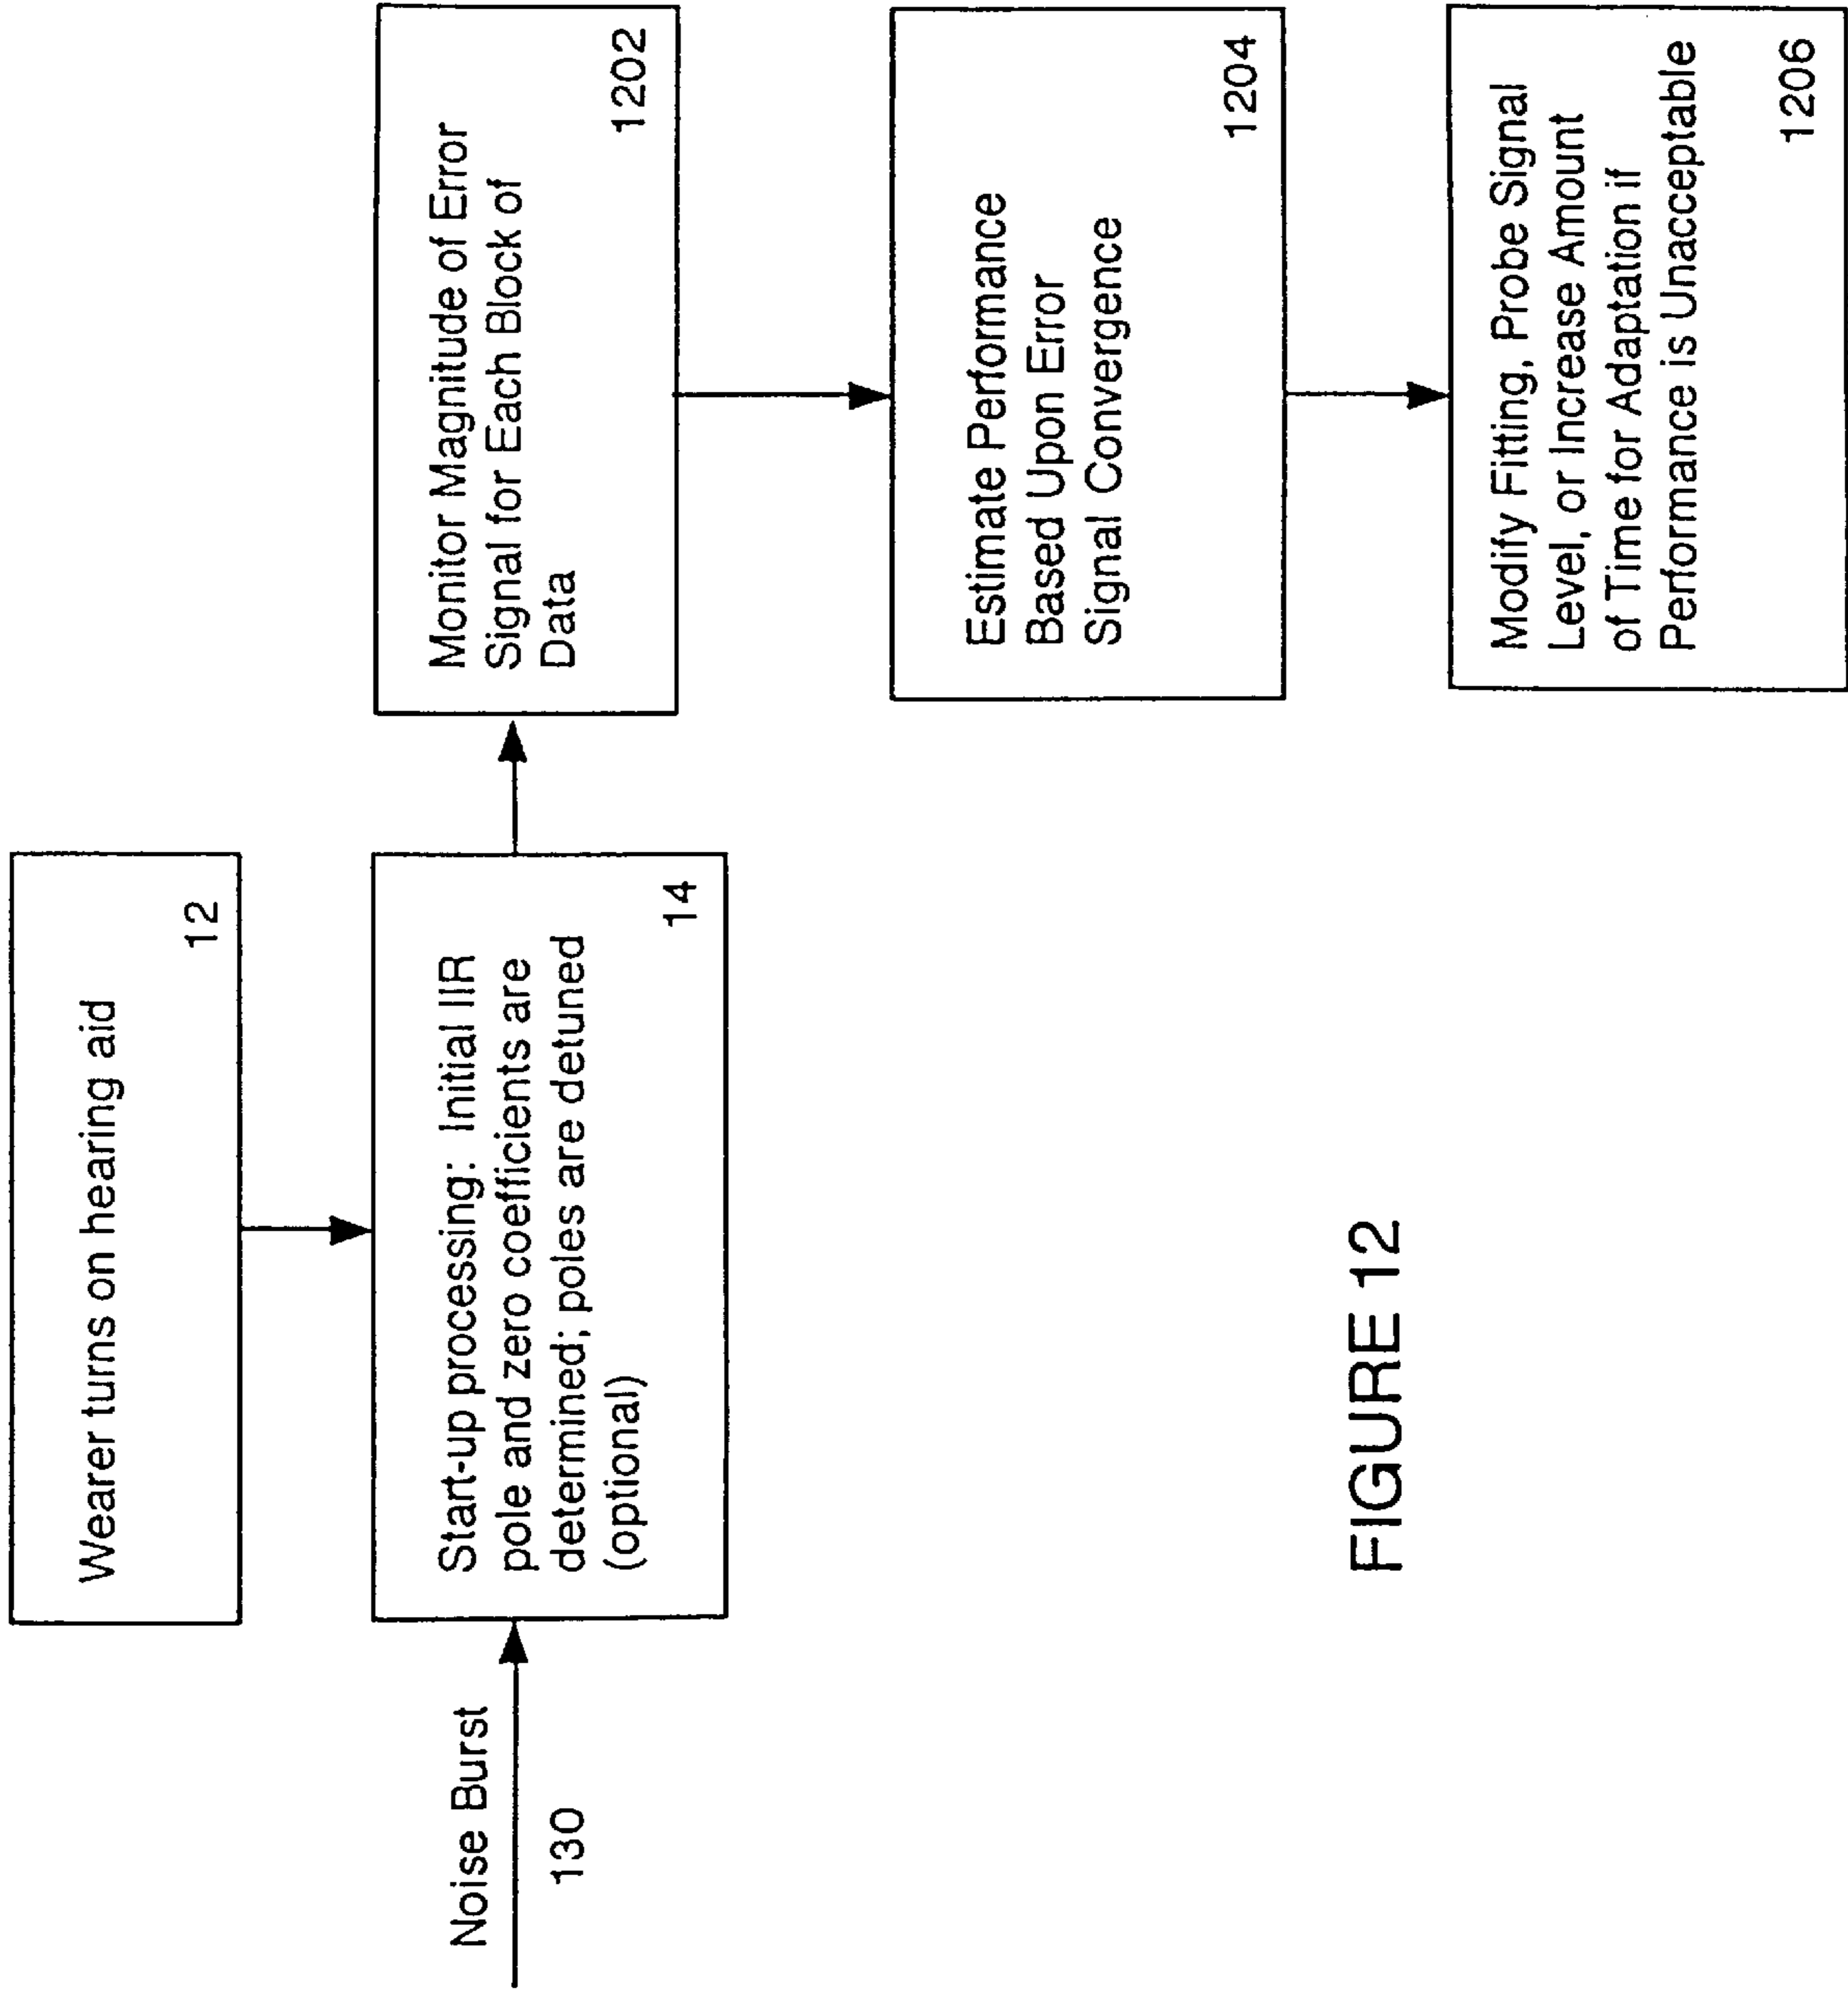 Wearer turns on hearing aid
12
Noise Burst
130
Start-up processing: Initial IIR
pole and zero coefficients are
determined; poles are detuned
(optional)
14
Monitor Magnitude of Error
Signal for Each Block of
Data
1202
Estimate Performance
Based Upon Error
Signal Convergence
1204
Modify Fitting, Probe Signal
Level, or Increase Amount
of Time for Adaptation if
Performance is Unacceptable
1206
FIGURE 12